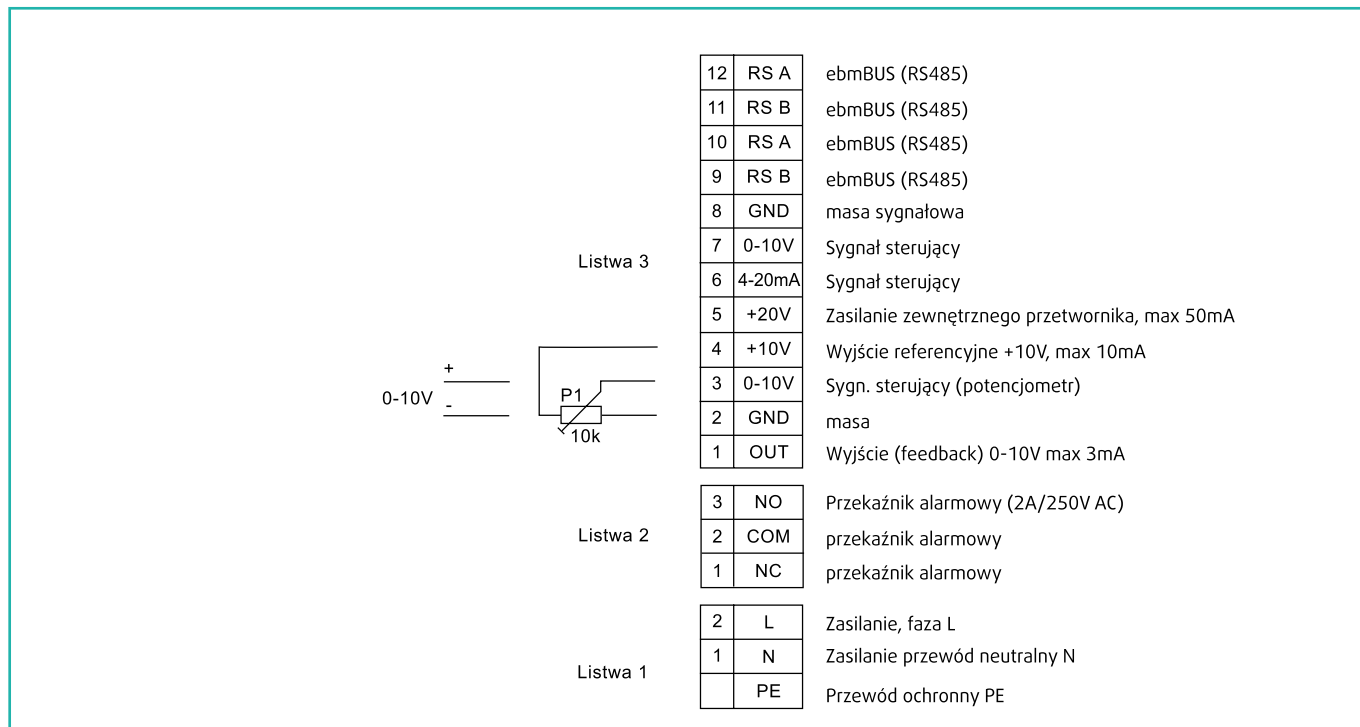 12 RS A ebmBUS (RS485)
11 RS B ebmBUS (RS485)
10 RS A ebmBUS (RS485)
9 RS B ebmBUS (RS485)
8 GND masa sygnałowa
7 0-10V Sygnał sterujący
Listwa 3
6 4-20mA Sygnał sterujący
5 +20V Zasilanie zewnętrznego przetwornika, max 50mA
4 +10V Wyjście referencyjne +10V, max 10mA
+
3 0-10V Sygn. sterujący (potencjometr)
0-10V
P1
-
2 GND masa
10k
1 OUT Wyjście (feedback) 0-10V max 3mA
3 NO Przekaźnik alarmowy (2A/250V AC)
Listwa 2
2 COM przekaźnik alarmowy
1 NC przekaźnik alarmowy
2 L Zasilanie, faza L
1 N Zasilanie przewód neutralny N
Listwa 1
PE Przewód ochronny PE